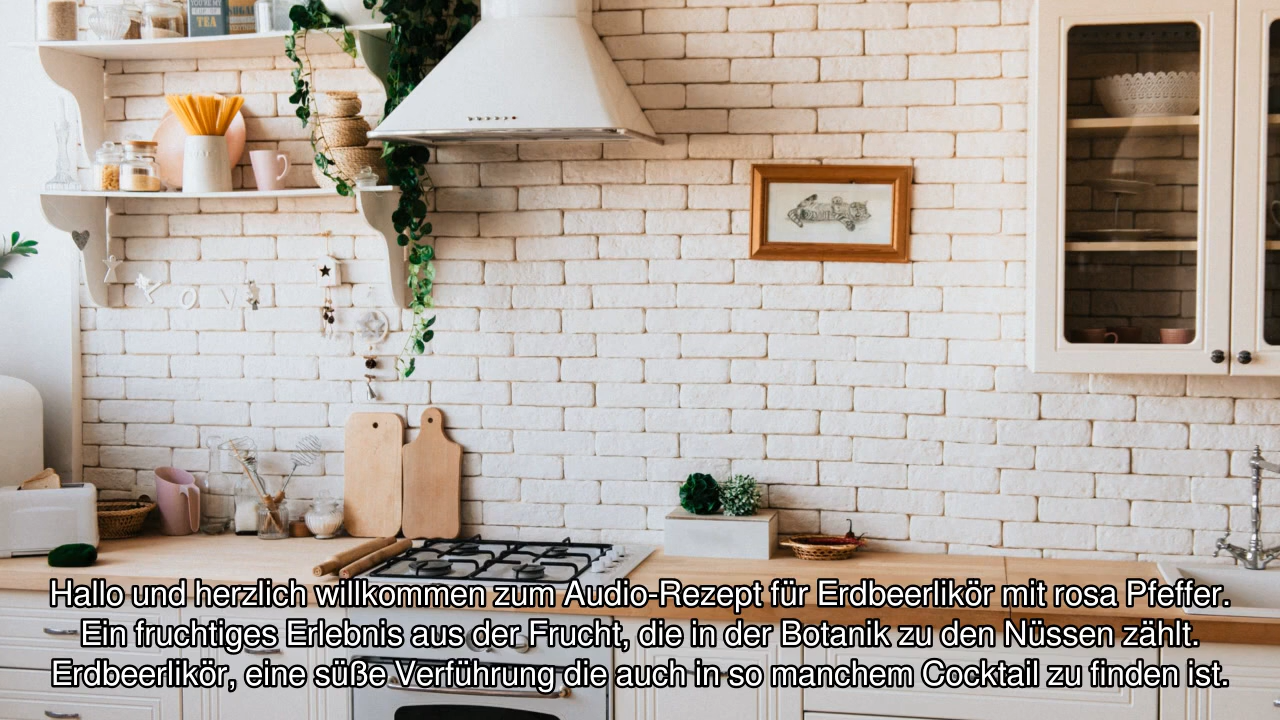 TEA
SUGAR
Hallo und herzlich willkommen zum Audio-Rezept für Erdbeerlikör mit rosa Pfeffer.
Ein fruchtiges Erlebnis aus der Frucht, die in der Botanik zu den Nüssen zählt.
Erdbeerlikör, eine süße Verführung die auch in so manchem Cocktail zu finden ist.